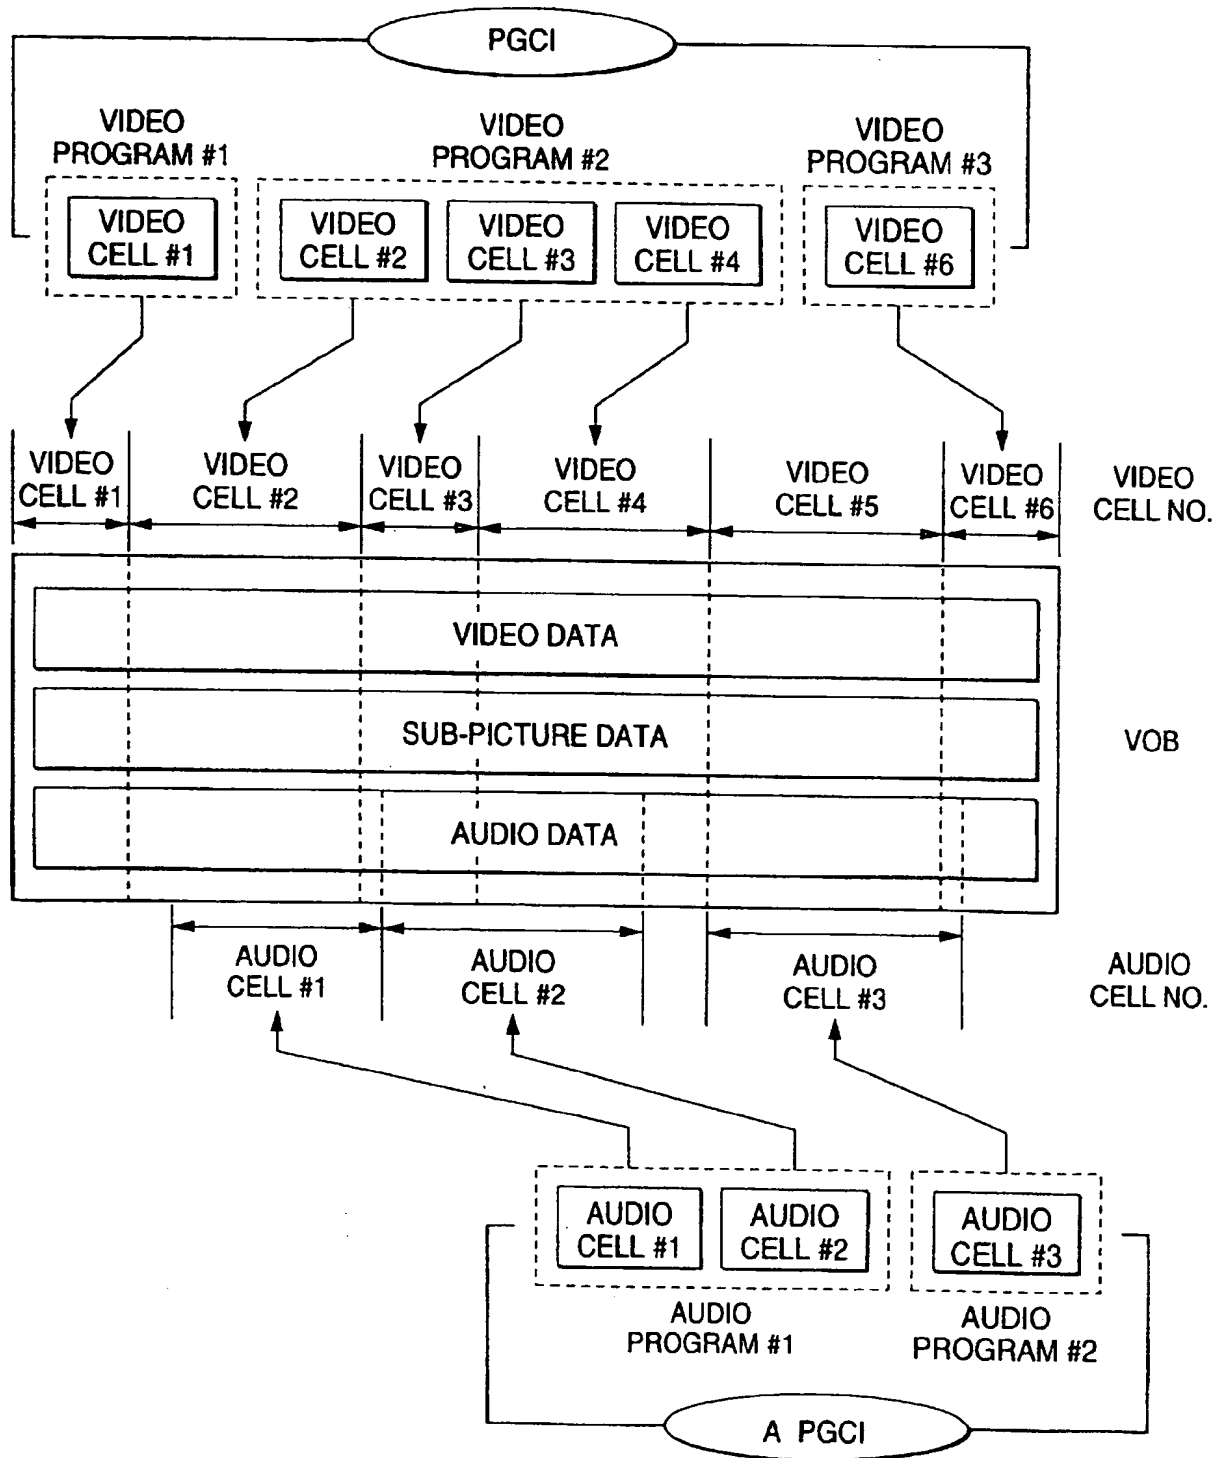 PGCI
VIDEO
PROGRAM #1
VIDEO
PROGRAM #2
VIDEO
PROGRAM #3
VIDEO
CELL #1
VIDEO
CELL #2
VIDEO
CELL #3
VIDEO
CELL #4
VIDEO
CELL #6
VIDEO
CELL #1
VIDEO
CELL #2
VIDEO
CELL #3
VIDEO
CELL #4
VIDEO
CELL #5
VIDEO
CELL #6
VIDEO
CELL NO.
VIDEO DATA
SUB-PICTURE DATA
VOB
AUDIO DATA
AUDIO
CELL #1
AUDIO
CELL #2
AUDIO
CELL #3
AUDIO
CELL NO.
AUDIO
CELL #1
AUDIO
CELL #2
AUDIO
CELL #3
AUDIO
PROGRAM #1
AUDIO
PROGRAM #2
A PGCI